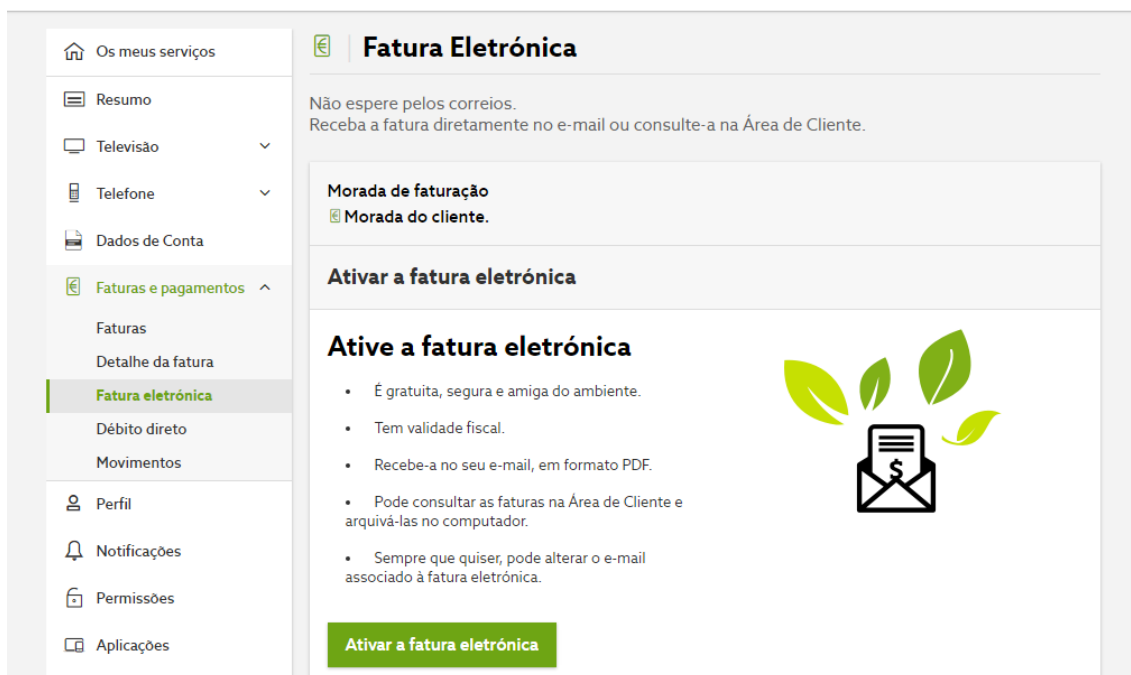 Os meus serviços
Resumo
Televisão
Telefone
Dados de Conta
Faturas e pagamentos
Faturas
Detalhe da fatura
Fatura eletrónica
Débito direto
Movimentos
Perfil
Notificações
Permissões
Aplicações
Fatura Eletrónica
Não espere pelos correios.
Receba a fatura diretamente no e-mail ou consulte-a na Área de Cliente.
Morada de faturação
Morada do cliente.
Ativar a fatura eletrónica
Ative a fatura eletrónica
• É gratuita, segura e amiga do ambiente.
• Tem validade fiscal.
• Recebe-a no seu e-mail, em formato PDF.
• Pode consultar as faturas na Área de Cliente e
arquivá-las no computador.
• Sempre que quiser, pode alterar o e-mail
associado à fatura eletrónica.
$
Ativar a fatura eletrónica